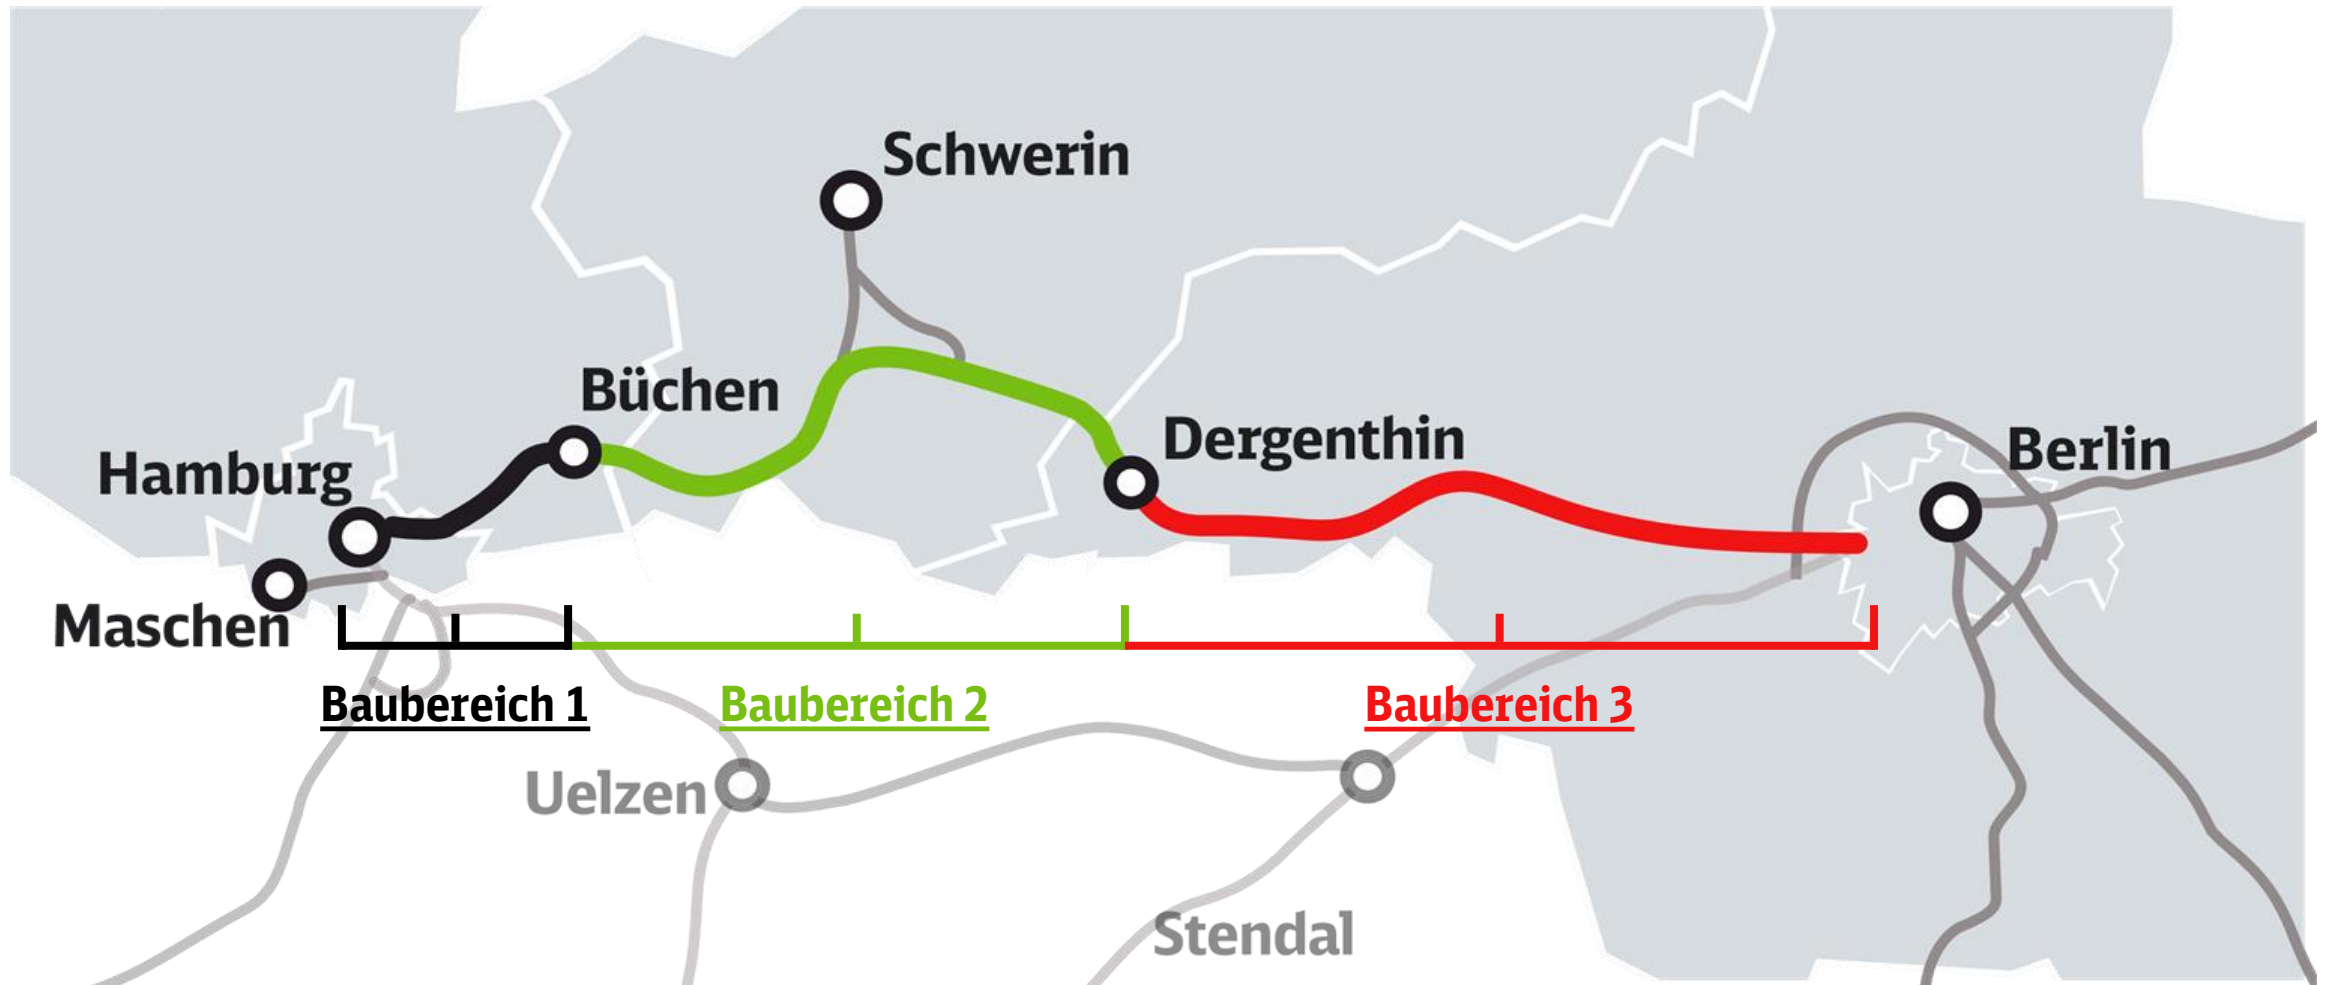 Schwerin
Büchen
Hamburg
Dergenthin
Berlin
Maschen
Baubereich 1
Baubereich 2
Baubereich 3
Uelzen
Stendal